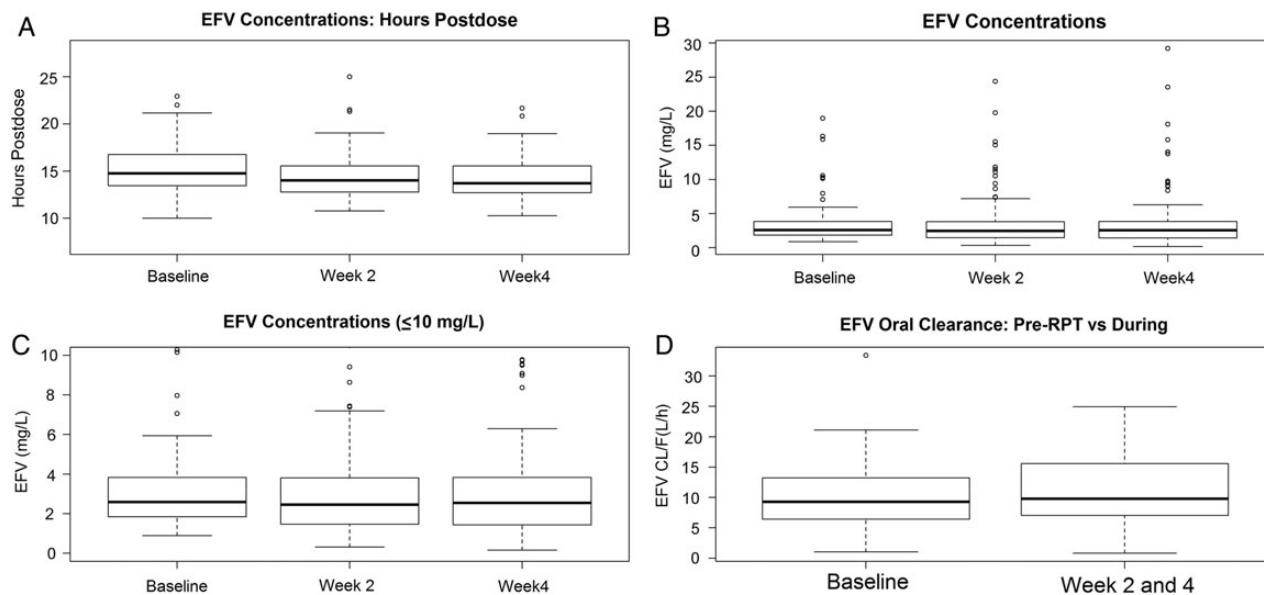 A
EFV Concentrations: Hours Postdose
Hours Postdose
25
20
15
10
Baseline
Week 2
Week4
B
EFV Concentrations
EFV (mg/L)
30
25
20
15
10
5
0
Baseline
Week 2
Week4
C
EFV Concentrations (≤10 mg/L)
EFV (mg/L)
10
8
6
4
2
0
Baseline
Week 2
Week4
D
EFV Oral Clearance: Pre-RPT vs During
EFV CL/F(L/h)
30
25
20
15
10
5
0
Baseline
Week 2 and 4